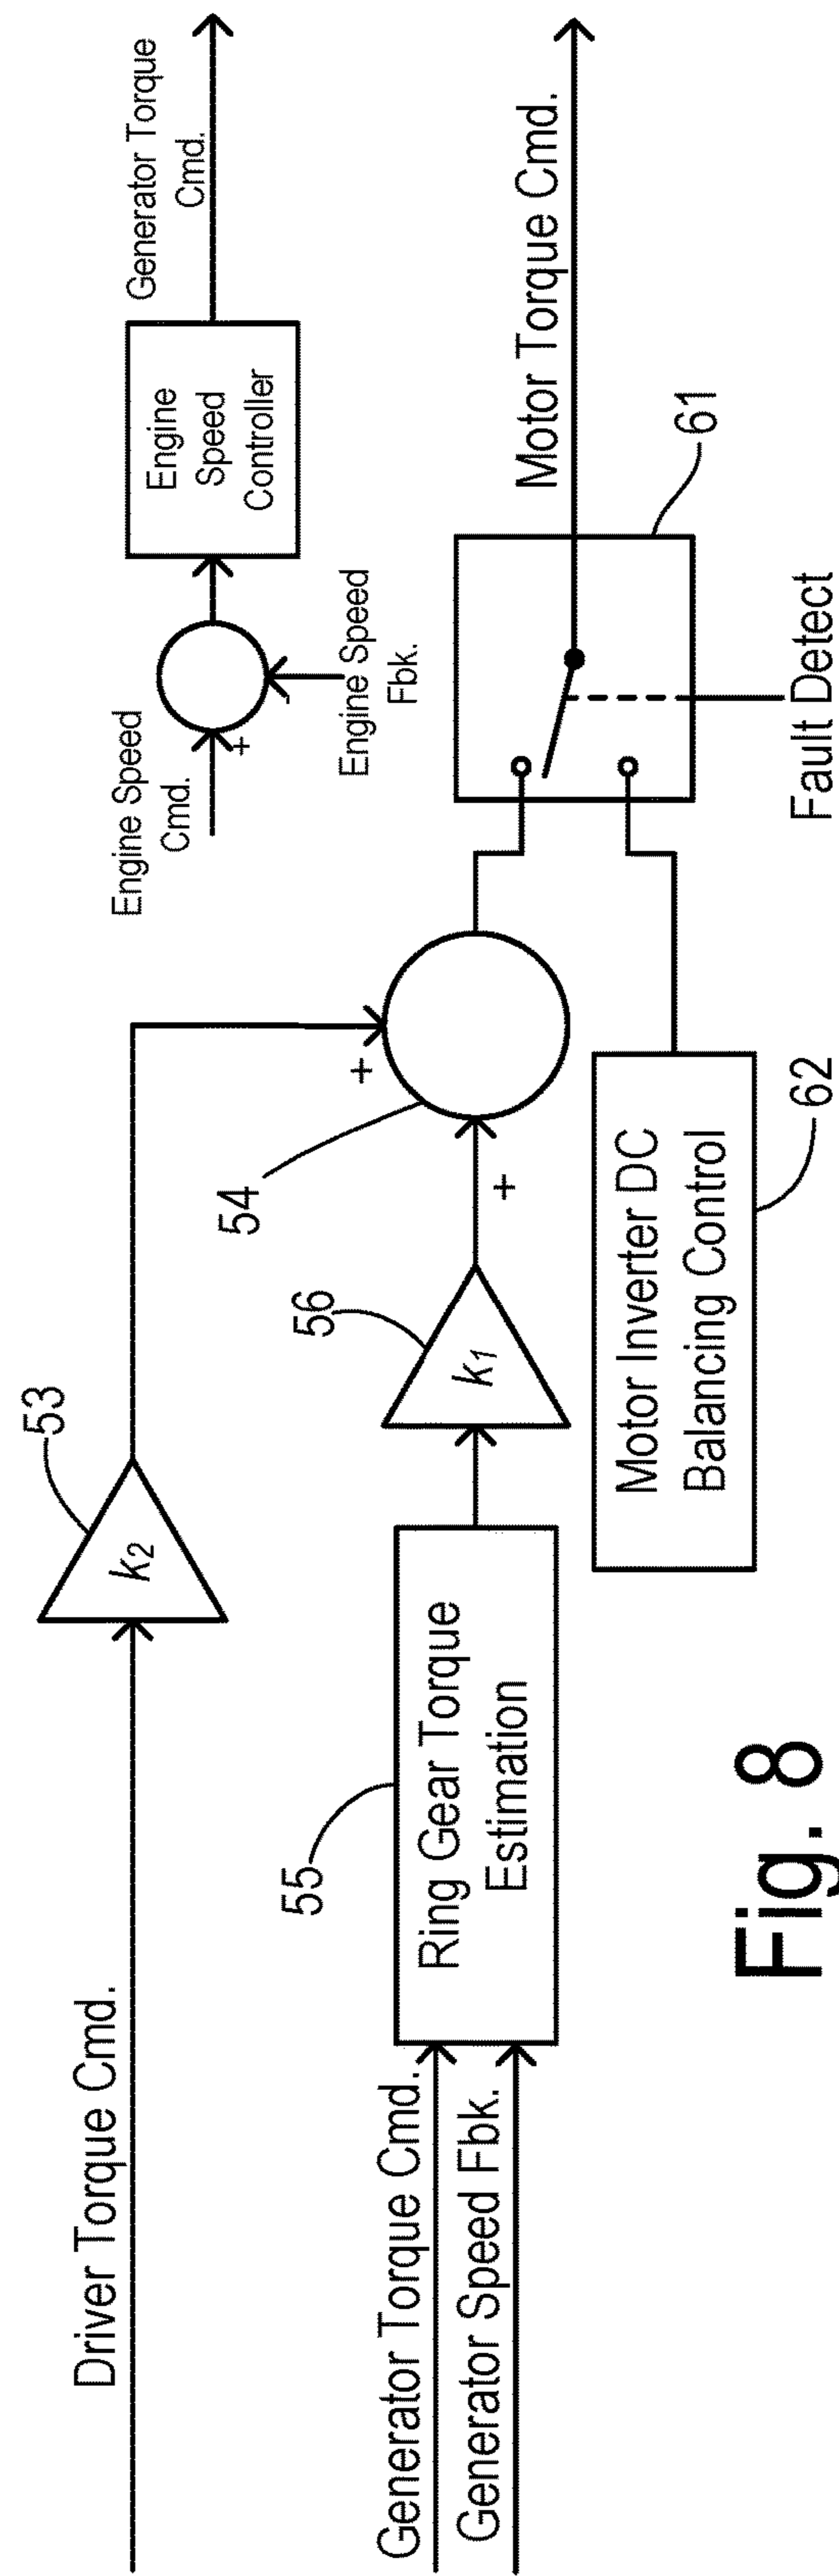 Driver Torque Cmd.
53
k2
Generator Torque Cmd.
Generator Speed Fbk.
55
Ring Gear Torque
Estimation
56
k1
54
+
+
Motor Inverter DC
Balancing Control
62
Engine Speed
Cmd.
+
-
Engine Speed
Fbk.
Engine
Speed
Controller
Generator Torque
Cmd.
61
Fault Detect
Motor Torque Cmd.
Fig. 8